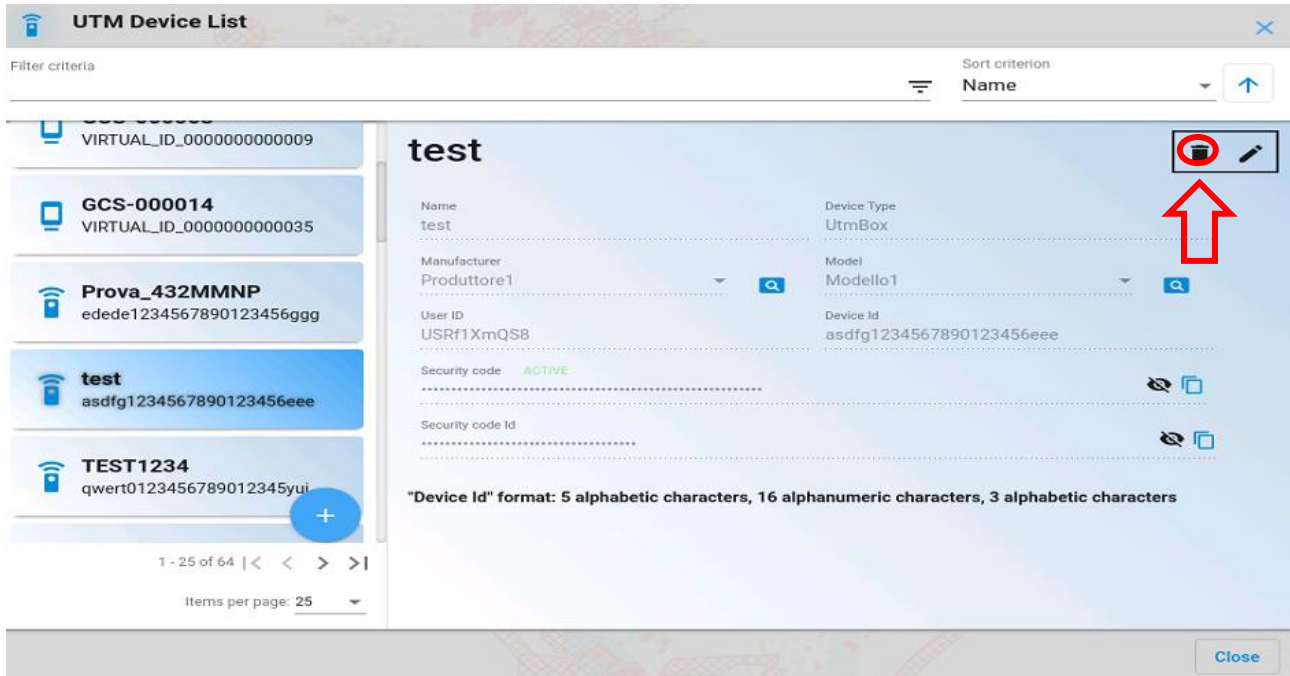 UTM Device List
Filter criteria
Sort criterion
Name
VIRTUAL_ID_0000000000009
GCS-000014
VIRTUAL_ID_0000000000035
Prova_432MMNP
edede1234567890123456ggg
test
asdfg1234567890123456eee
TEST1234
qwert0123456789012345yui
+
1 - 25 of 64
Items per page: 25
test
Name
test
Device Type
UtmBox
Manufacturer
Produttore1
Model
Modello1
User ID
USRf1XmQS8
Device Id
asdfg1234567890123456eee
Security code ACTIVE
Security code Id
"Device Id" format: 5 alphabetic characters, 16 alphanumeric characters, 3 alphabetic characters
Close